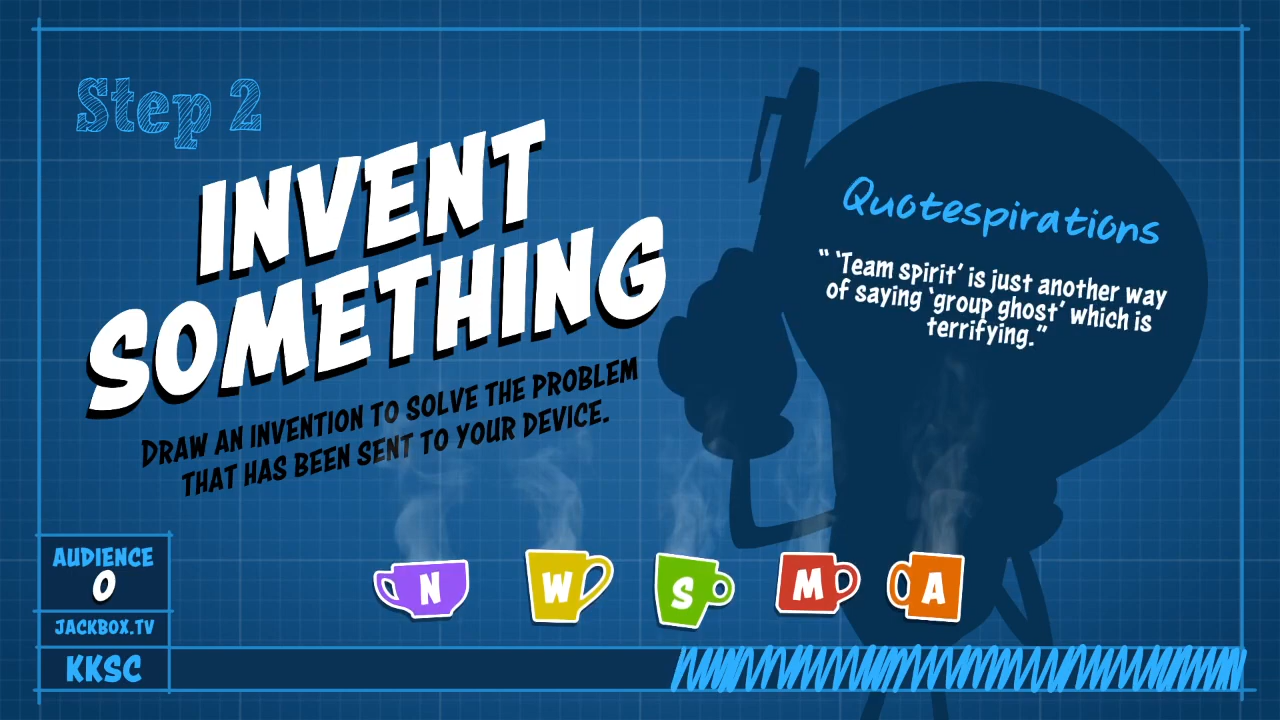 Step 2
INVENT
SOMETHING
DRAW AN INVENTION TO SOLVE THE PROBLEM
THAT HAS BEEN SENT TO YOUR DEVICE.
Quotespirations
“ ‘Team spirit’ is just another way
of saying ‘group ghost’ which is
terrifying.”
N W S M A
AUDIENCE
0
JACKBOX.TV
KKSC